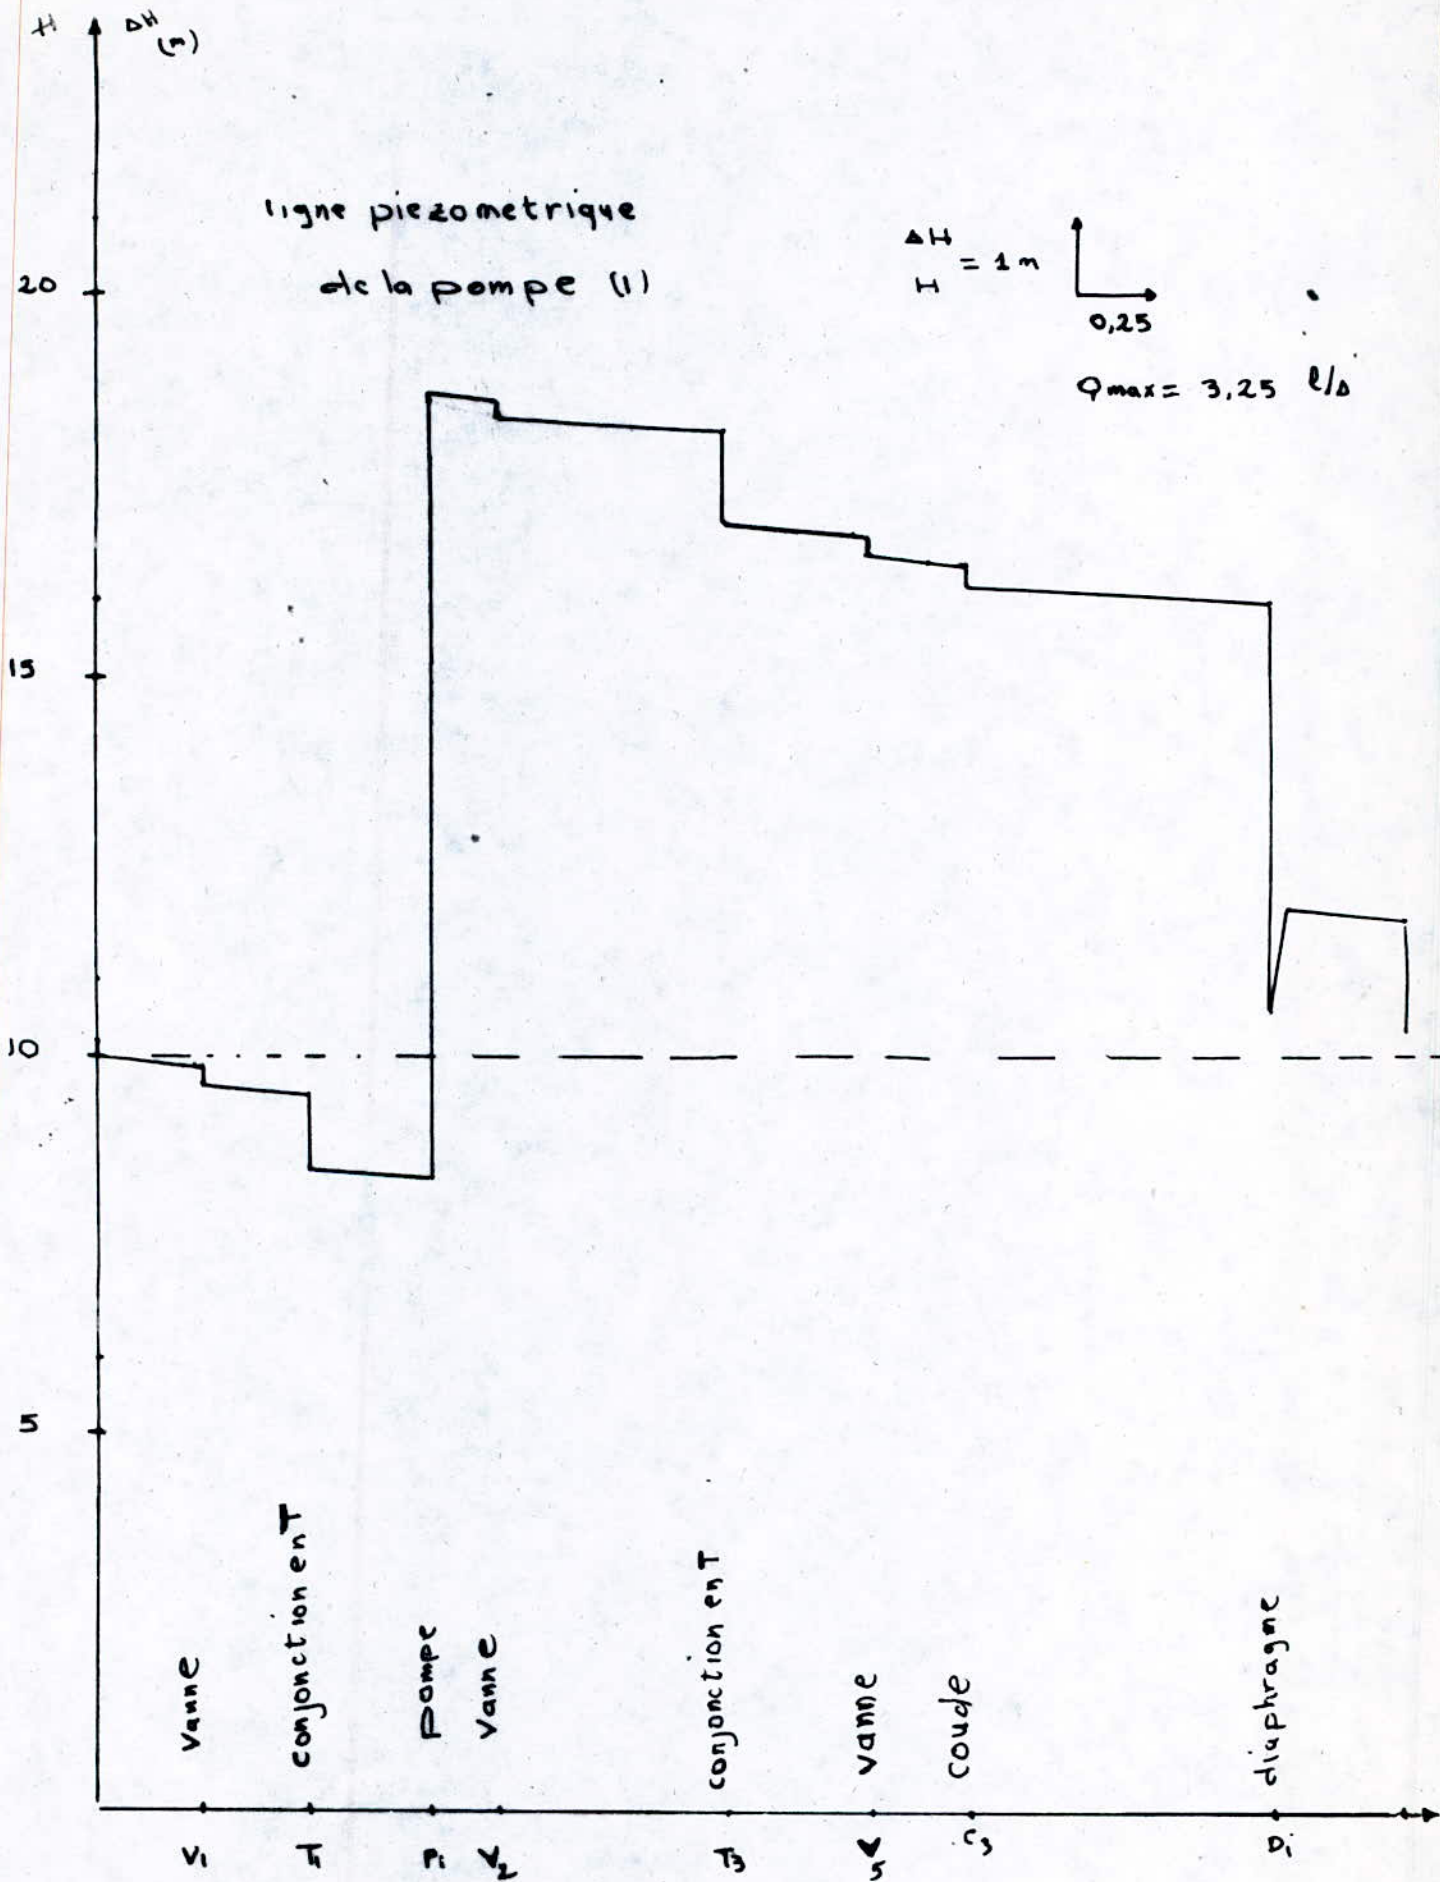 H ΔH
(m)
ligne piezometrique
de la pompe (1)
ΔH
H = 1 m
0,25
Qmax = 3,25 l/s
20
15
10
5
vanne
conjonction en T
pompe
vanne
conjonction en T
vanne
coude
diaphragme
V1 T1 P1 V2 T3 V5 C3 Di